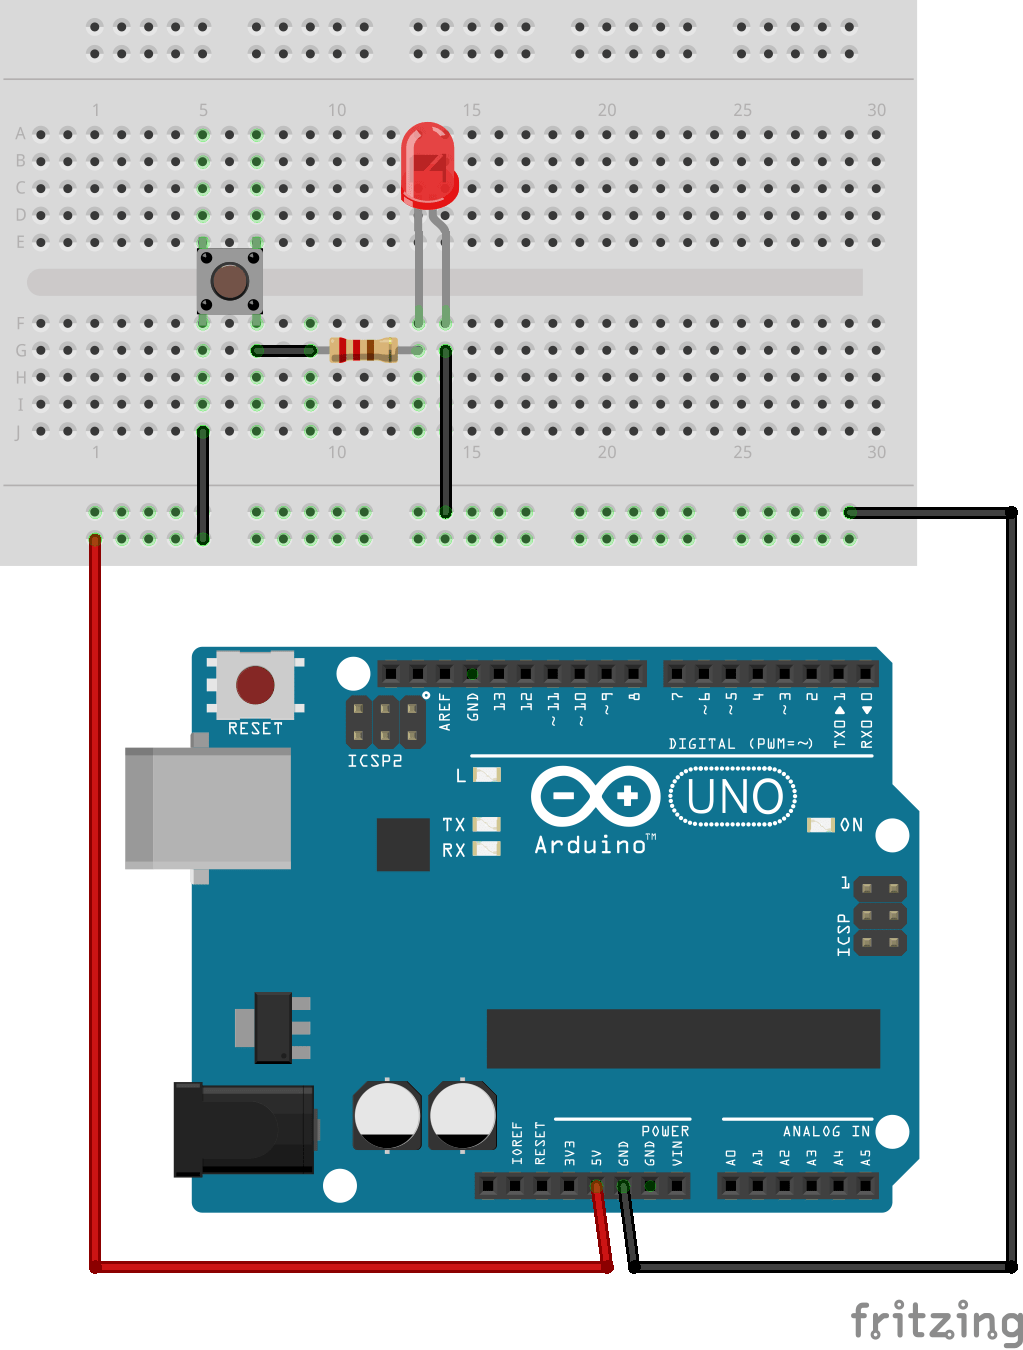 1 5 10 15 20 25 30
A
B
C
D
E
F
G
H
I
J
1 10 15 20 25 30
RESET
ICSP2
AREF
GND
13
12
~11
~10
~9
8
7
~6
~5
4
~3
2
TX0▶1
RX0◀0
DIGITAL (PWM=~)
L
TX
RX
Arduino™
UNO
ON
1
ICSP
IOREF
RESET
3V3
5V
GND
GND
VIN
POWER
ANALOG IN
A0
A1
A2
A3
A4
A5
fritzing